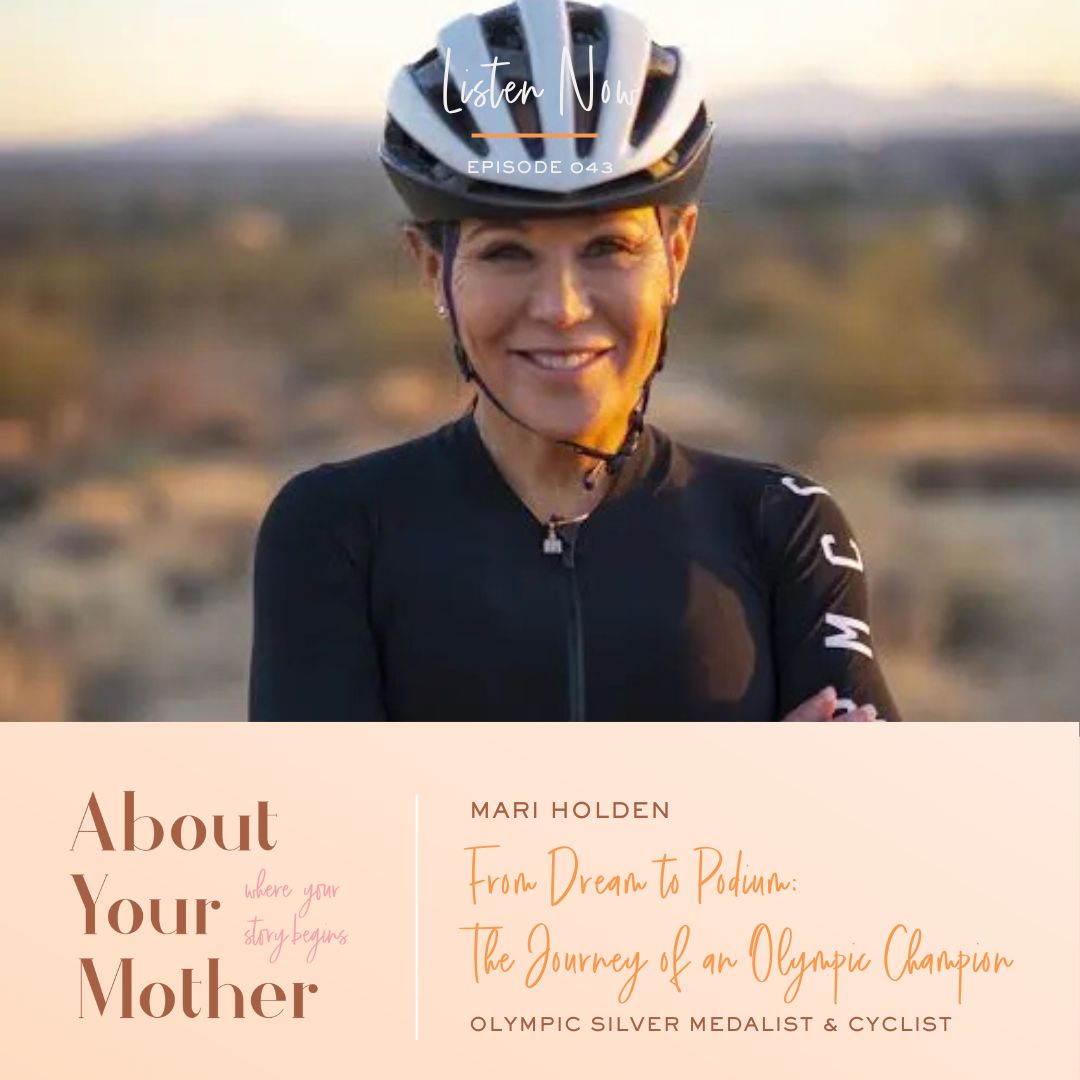 Listen Now
EPISODE 043
C
M
C
About
Your
where your
story begins
Mother
MARI HOLDEN
From Dream to Podium:
The Journey of an Olympic Champion
OLYMPIC SILVER MEDALIST & CYCLIST